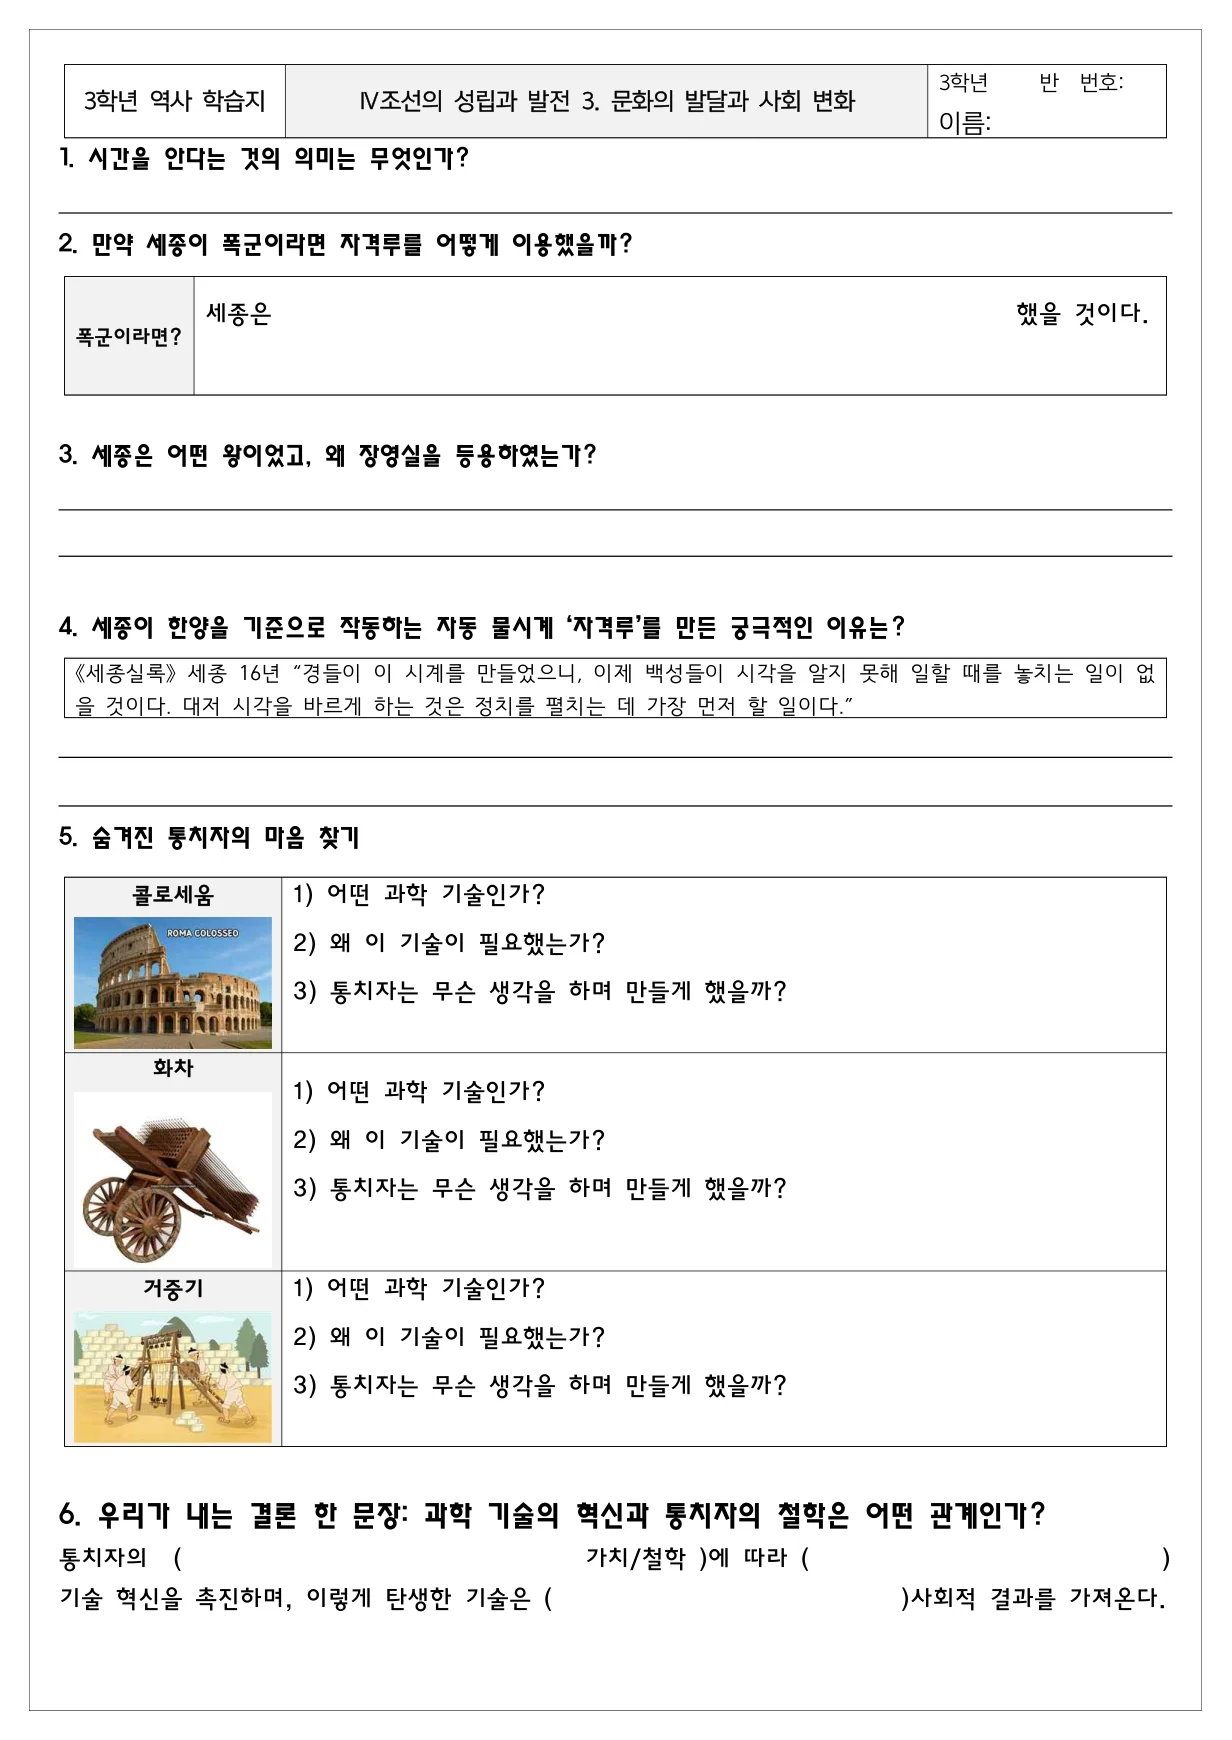 3학년 역사 학습지
Ⅳ조선의 성립과 발전 3. 문화의 발달과 사회 변화
3학년 반 번호:
이름:
1. 시간을 안다는 것의 의미는 무엇인가?
2. 만약 세종이 폭군이라면 자격루를 어떻게 이용했을까?
폭군이라면?
세종은 했을 것이다.
3. 세종은 어떤 왕이었고, 왜 장영실을 등용하였는가?
4. 세종이 한양을 기준으로 작동하는 자동 물시계 ‘자격루’를 만든 궁극적인 이유는?
《세종실록》 세종 16년 “경들이 이 시계를 만들었으니, 이제 백성들이 시각을 알지 못해 일할 때를 놓치는 일이 없
을 것이다. 대저 시각을 바르게 하는 것은 정치를 펼치는 데 가장 먼저 할 일이다.”
5. 숨겨진 통치자의 마음 찾기
콜로세움
ROMA COLOSSEO
1) 어떤 과학 기술인가?
2) 왜 이 기술이 필요했는가?
3) 통치자는 무슨 생각을 하며 만들게 했을까?
화차
1) 어떤 과학 기술인가?
2) 왜 이 기술이 필요했는가?
3) 통치자는 무슨 생각을 하며 만들게 했을까?
거중기
1) 어떤 과학 기술인가?
2) 왜 이 기술이 필요했는가?
3) 통치자는 무슨 생각을 하며 만들게 했을까?
6. 우리가 내는 결론 한 문장: 과학 기술의 혁신과 통치자의 철학은 어떤 관계인가?
통치자의 ( 가치/철학 )에 따라 ( )
기술 혁신을 촉진하며, 이렇게 탄생한 기술은 ( )사회적 결과를 가져온다.